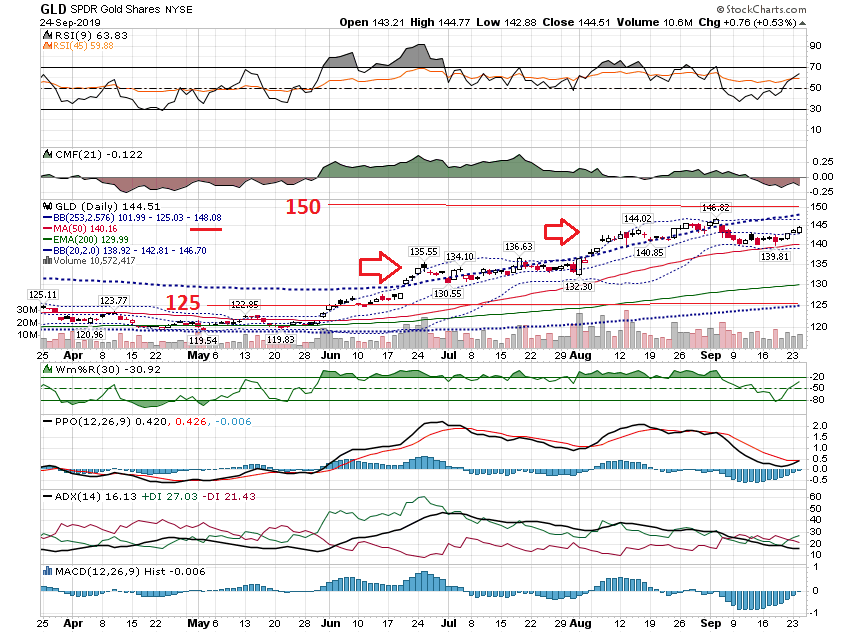 GLD SPDR Gold Shares NYSE © StockCharts.com
24-Sep-2019 Open 143.21 High 144.77 Low 142.88 Close 144.51 Volume 10.6M Chg +0.76 (+0.53%)
RSI(9) 63.83
RSI(45) 59.88
90
70
50
30
10
CMF(21) -0.122
0.25
0.00
-0.25
GLD (Daily) 144.51
BB(253,2.576) 101.99 - 125.03 - 148.08
MA(50) 140.16
EMA(200) 129.99
BB(20,2.0) 138.92 - 142.81 - 146.70
Volume 10,572,417
150
125
146.82
144.02
135.55
134.10
136.63
140.85
139.81
132.30
130.55
125.11
123.77
122.85
120.96
119.54
119.83
150
145
140
135
130
125
120
30M
20M
10M
25 Apr 8 15 22 May 6 13 20 28 Jun 10 17 24 Jul 8 15 22 29 Aug 12 19 26 Sep 9 16 23
Wm%R(30) -30.92
-20
-50
-80
PPO(12,26,9) 0.420, 0.426, -0.006
2.0
1.5
1.0
0.5
0.0
-0.5
ADX(14) 16.13 +DI 27.03 -DI 21.43
60
50
40
30
20
10
MACD(12,26,9) Hist -0.006
1
0
-1
25 Apr 8 15 22 May 6 13 20 28 Jun 10 17 24 Jul 8 15 22 29 Aug 12 19 26 Sep 9 16 23